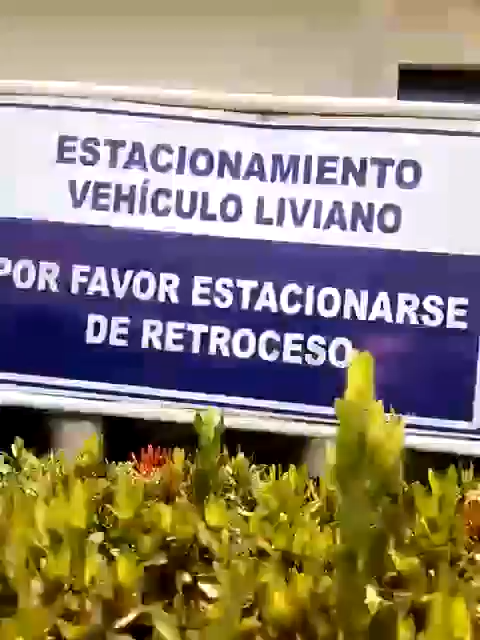 ESTACIONAMIENTO
VEHÍCULO LIVIANO
POR FAVOR ESTACIONARSE
DE RETROCESO